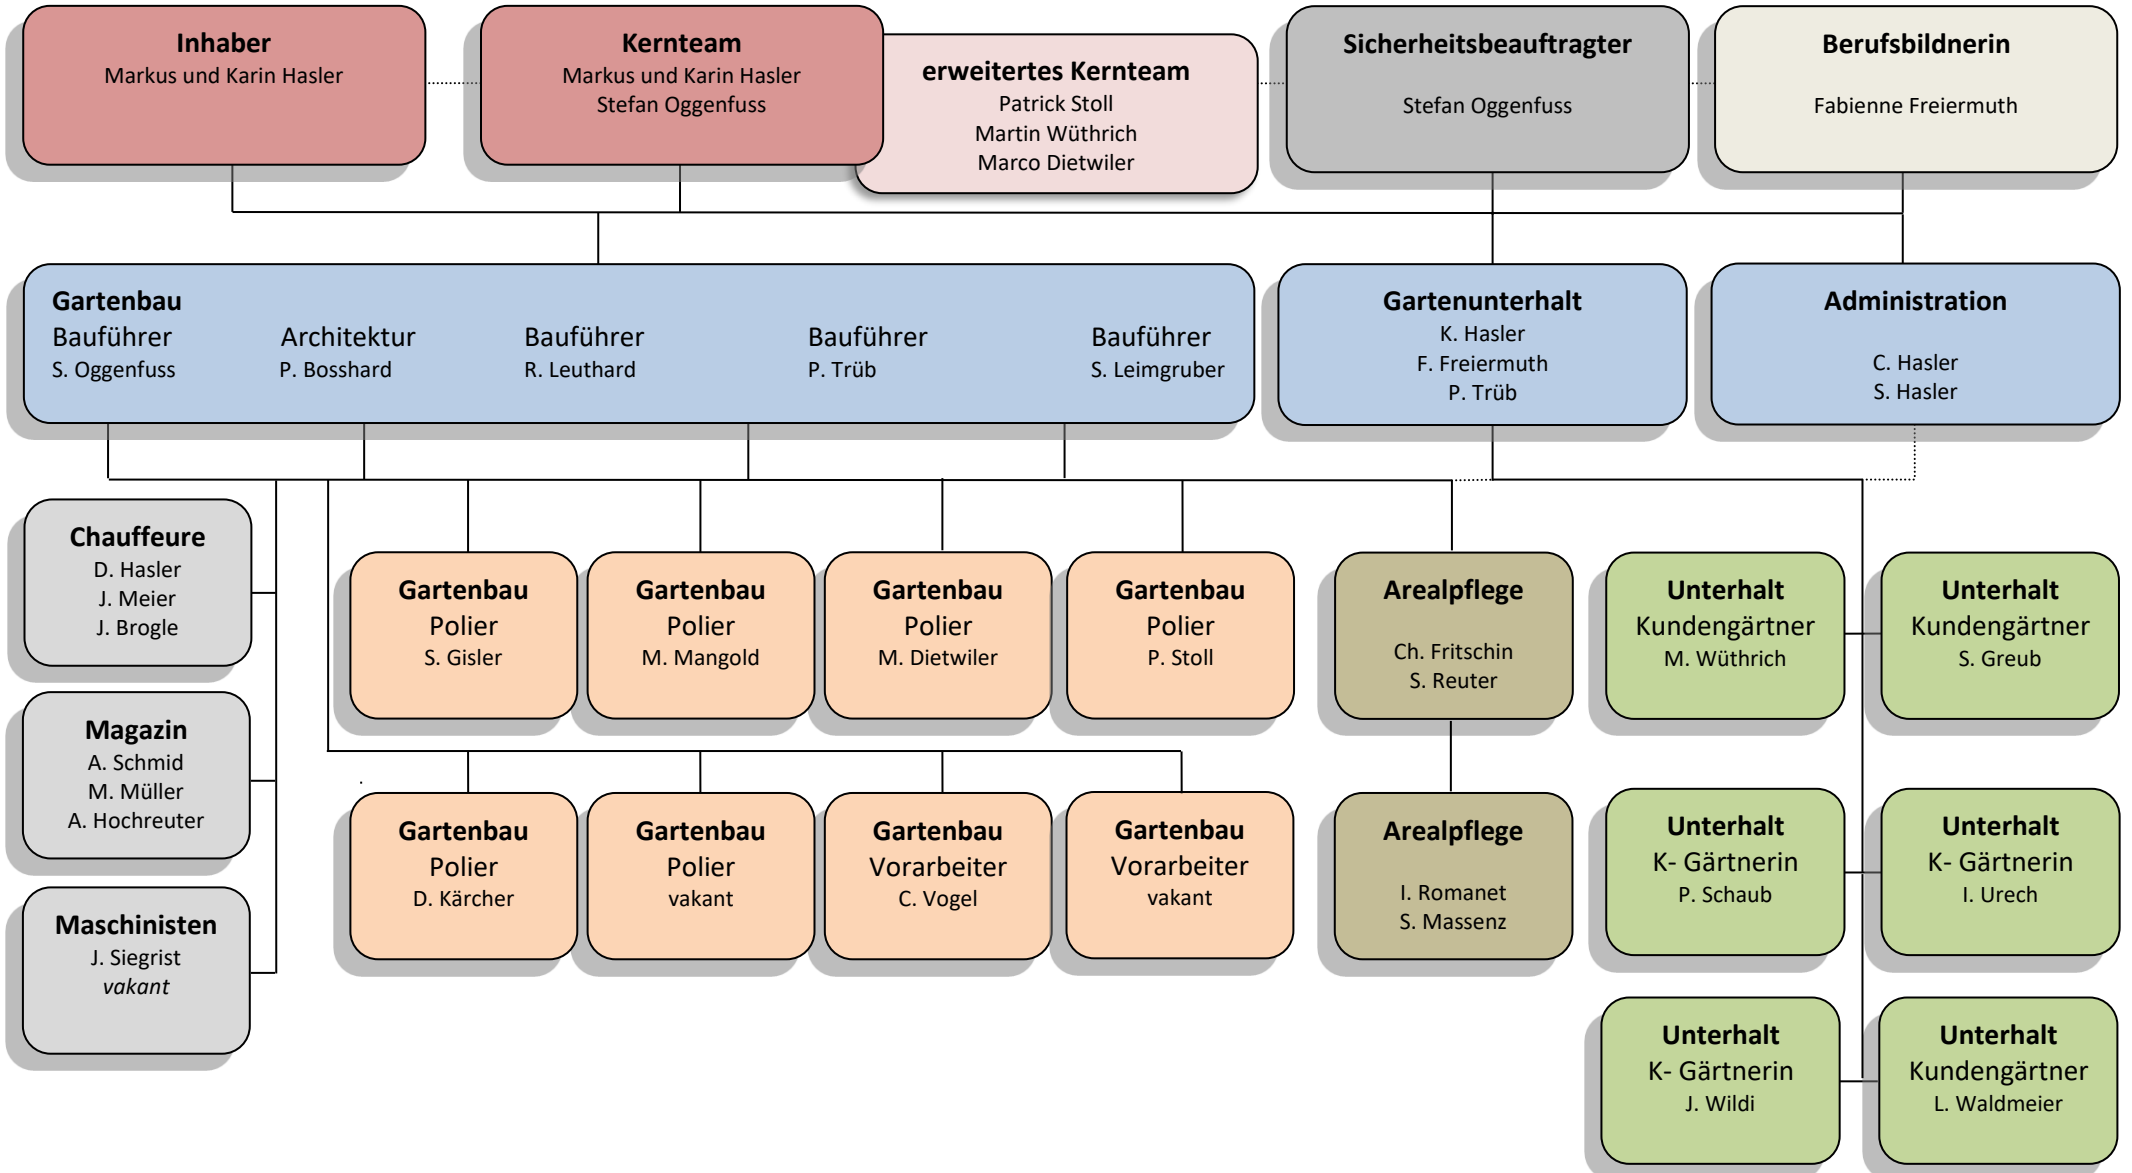 Inhaber
Markus und Karin Hasler
Kernteam
Markus und Karin Hasler
Stefan Oggenfuss
erweitertes Kernteam
Patrick Stoll
Martin Wüthrich
Marco Dietwiler
Sicherheitsbeauftragter
Stefan Oggenfuss
Berufsbildnerin
Fabienne Freiermuth
Gartenbau
Bauführer
S. Oggenfuss
Architektur
P. Bosshard
Bauführer
R. Leuthard
Bauführer
P. Trüb
Bauführer
S. Leimgruber
Gartenunterhalt
K. Hasler
F. Freiermuth
P. Trüb
Administration
C. Hasler
S. Hasler
Chauffeure
D. Hasler
J. Meier
J. Brogle
Magazin
A. Schmid
M. Müller
A. Hochreuter
Maschinisten
J. Siegrist
vakant
Gartenbau
Polier
S. Gisler
Gartenbau
Polier
M. Mangold
Gartenbau
Polier
M. Dietwiler
Gartenbau
Polier
P. Stoll
Arealpflege
Ch. Fritschin
S. Reuter
Unterhalt
Kundengärtner
M. Wüthrich
Unterhalt
Kundengärtner
S. Greub
.
Gartenbau
Polier
D. Kärcher
Gartenbau
Polier
vakant
Gartenbau
Vorarbeiter
C. Vogel
Gartenbau
Vorarbeiter
vakant
Arealpflege
I. Romanet
S. Massenz
Unterhalt
K- Gärtnerin
P. Schaub
Unterhalt
K- Gärtnerin
I. Urech
Unterhalt
K- Gärtnerin
J. Wildi
Unterhalt
Kundengärtner
L. Waldmeier